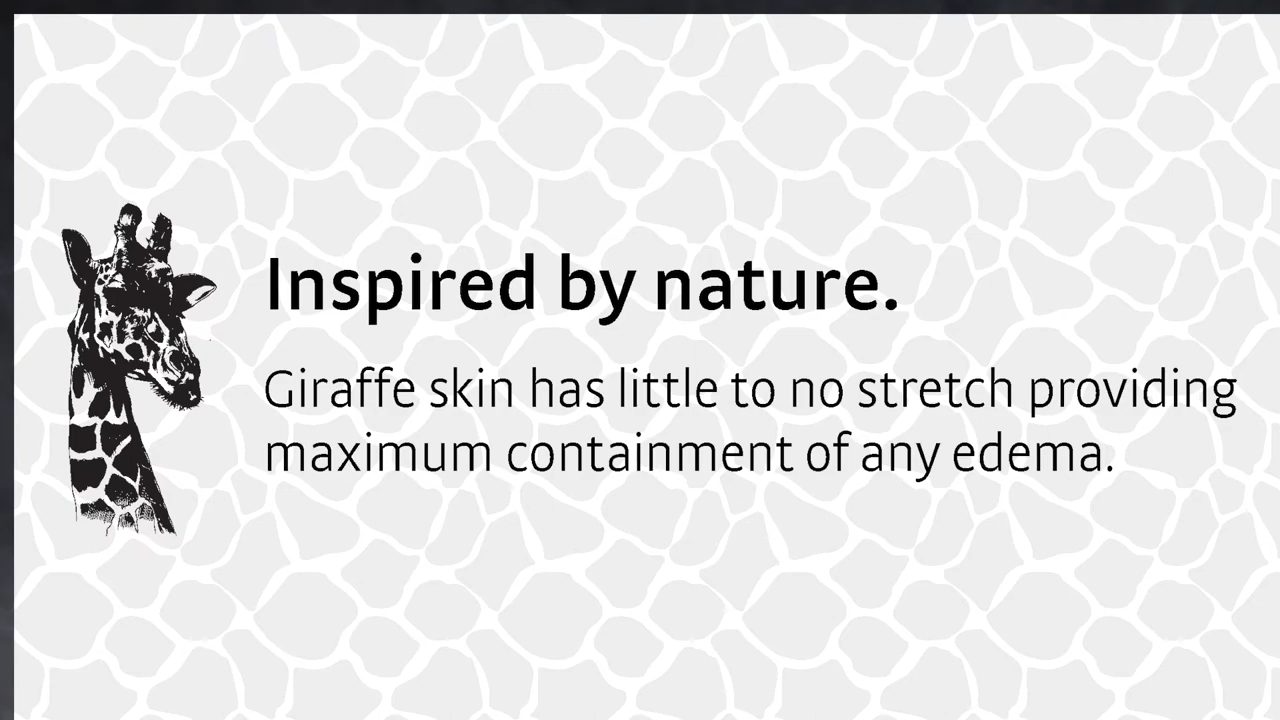 Inspired by nature.
Giraffe skin has little to no stretch providing
maximum containment of any edema.